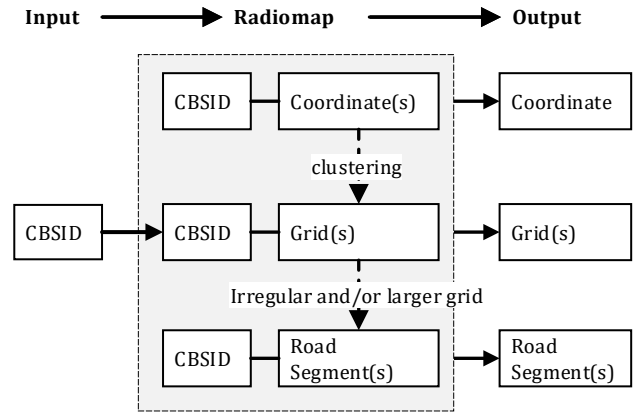 Input Radiomap Output
CBSID Coordinate(s) Coordinate
clustering
CBSID CBSID Grid(s) Grid(s)
Irregular and/or larger grid
CBSID Road Segment(s) Road Segment(s)